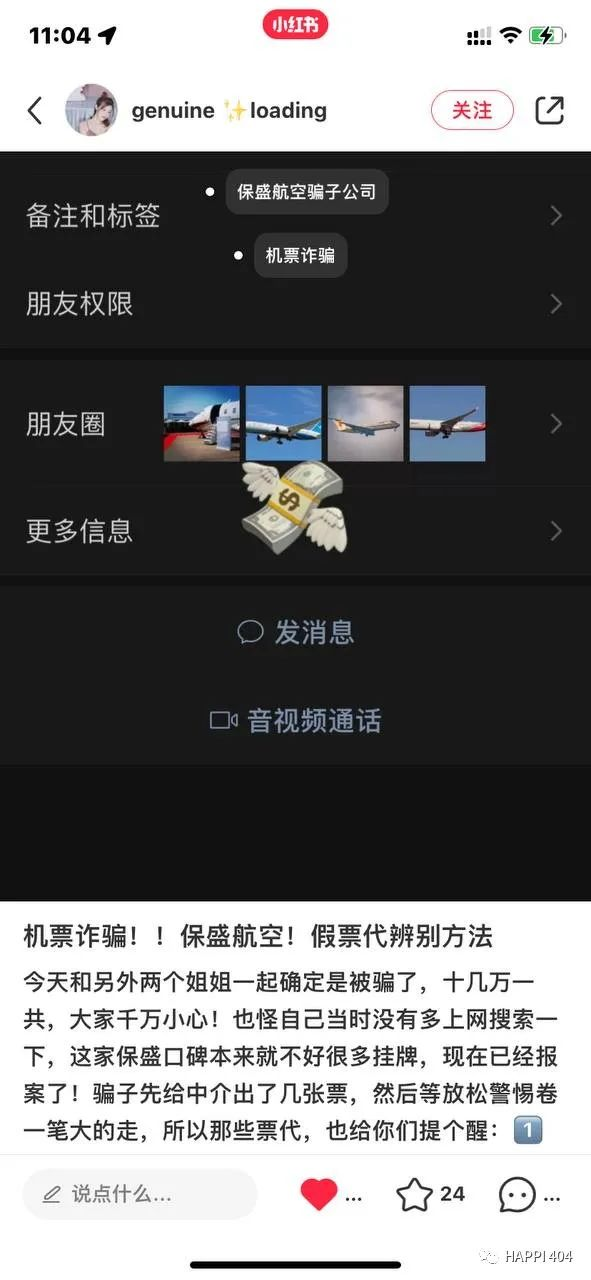 11:04
小红书
genuine ✨loading
关注
保盛航空骗子公司
备注和标签
机票诈骗
朋友权限
朋友圈
更多信息
发消息
音视频通话
机票诈骗！！保盛航空！假票代辨别方法
今天和另外两个姐姐一起确定是被骗了，十几万一
共，大家千万小心！也怪自己当时没有多上网搜索一
下，这家保盛口碑本来就不好很多挂牌，现在已经报
案了！骗子先给中介出了几张票，然后等放松警惕卷
一笔大的走，所以那些票代，也给你们提个醒：1️⃣
说点什么...
...
24
...
HAPPI 404